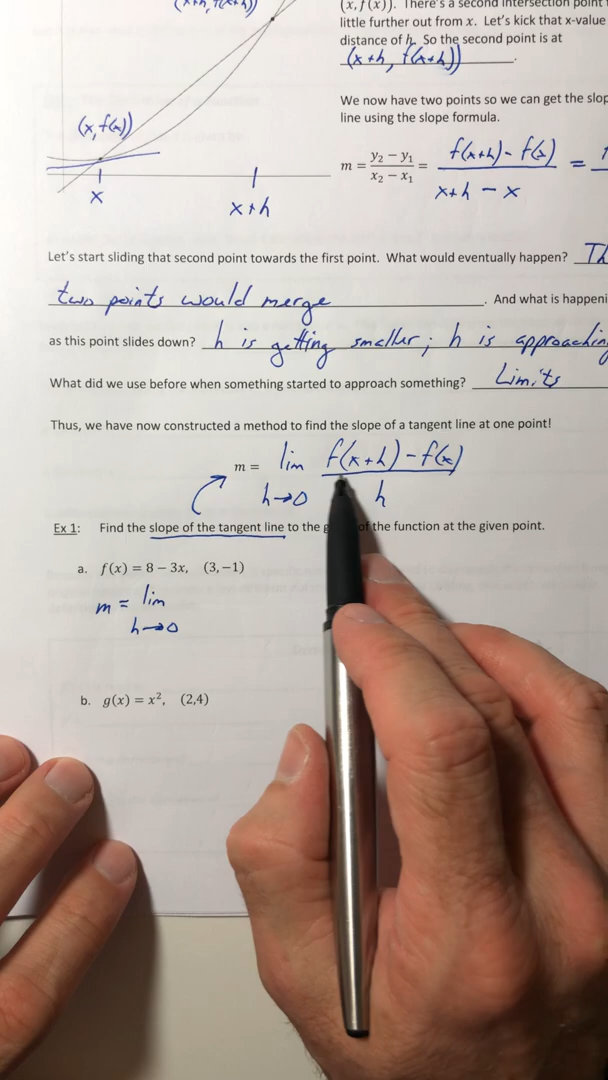 (x+h, f(x+h))
(x, f(x)). There's a second intersection point
little further out from x. Let's kick that x-value
distance of h. So the second point is at
(x+h, f(x+h)).
We now have two points so we can get the
line using the slope formula.
(x, f(x))
m = y₂ − y₁ / x₂ − x₁ = f(x+h) - f(x) / x+h - x =
x x+h
Let's start sliding that second point towards the first point. What would eventually happen?
two points would merge. And what is
as this point slides down? h is getting smaller; h is
What did we use before when something started to approach something? Limits
Thus, we have now constructed a method to find the slope of a tangent line at one point!
m = lim h→0 f(x+h) - f(x) / h
Ex 1: Find the slope of the tangent line to the of the function at the given point.
a. f(x) = 8 − 3x, (3, −1)
m = lim
h→0
b. g(x) = x², (2,4)